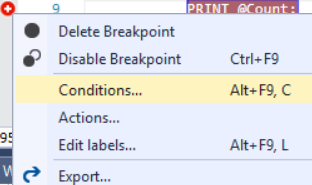 9 PRINT @Count;
Delete Breakpoint
Disable Breakpoint Ctrl+F9
Conditions... Alt+F9, C
Actions...
Edit labels... Alt+F9, L
Export...